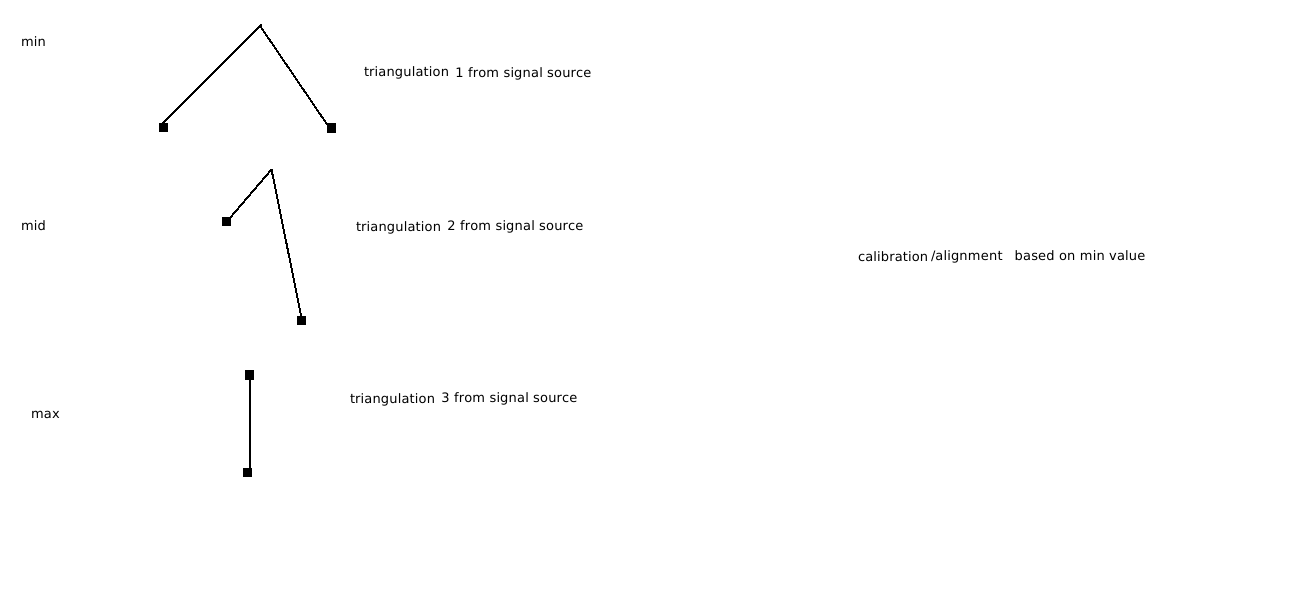 min
triangulation 1 from signal source
mid
triangulation 2 from signal source
calibration /alignment based on min value
triangulation 3 from signal source
max